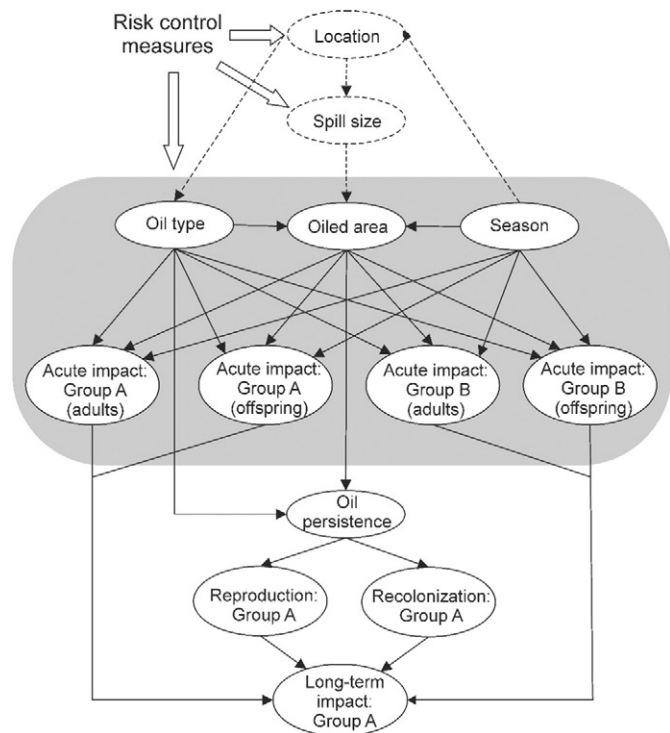 Risk control
measures
Location
Spill size
Oil type
Oiled area
Season
Acute impact:
Group A
(adults)
Acute impact:
Group A
(offspring)
Acute impact:
Group B
(adults)
Acute impact:
Group B
(offspring)
Oil
persistence
Reproduction:
Group A
Recolonization:
Group A
Long-term
impact:
Group A